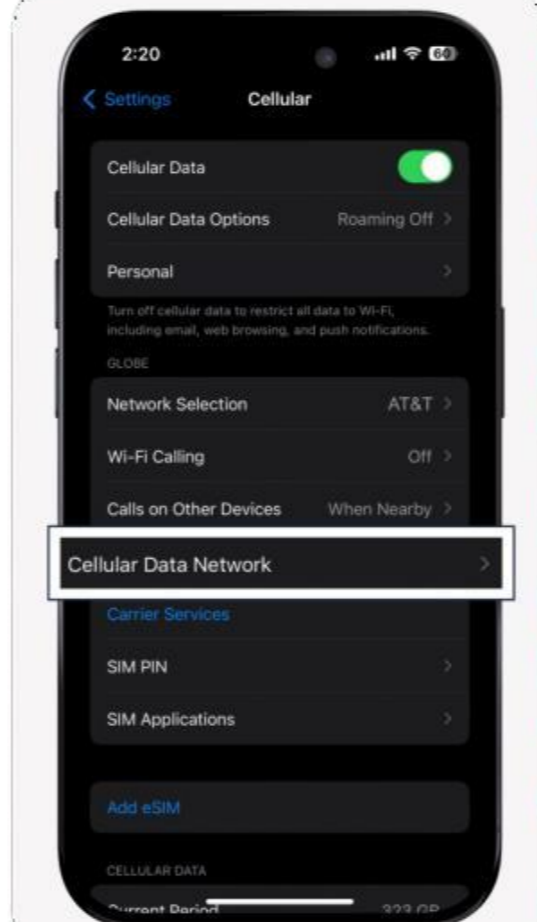 2:20
60
Settings
Cellular
Cellular Data
Cellular Data Options Roaming Off
Personal
Turn off cellular data to restrict all data to Wi-Fi,
including email, web browsing, and push notifications.
GLOBE
Network Selection AT&T
Wi-Fi Calling Off
Calls on Other Devices When Nearby
Cellular Data Network
Carrier Services
SIM PIN
SIM Applications
Add eSIM
CELLULAR DATA
Current Period